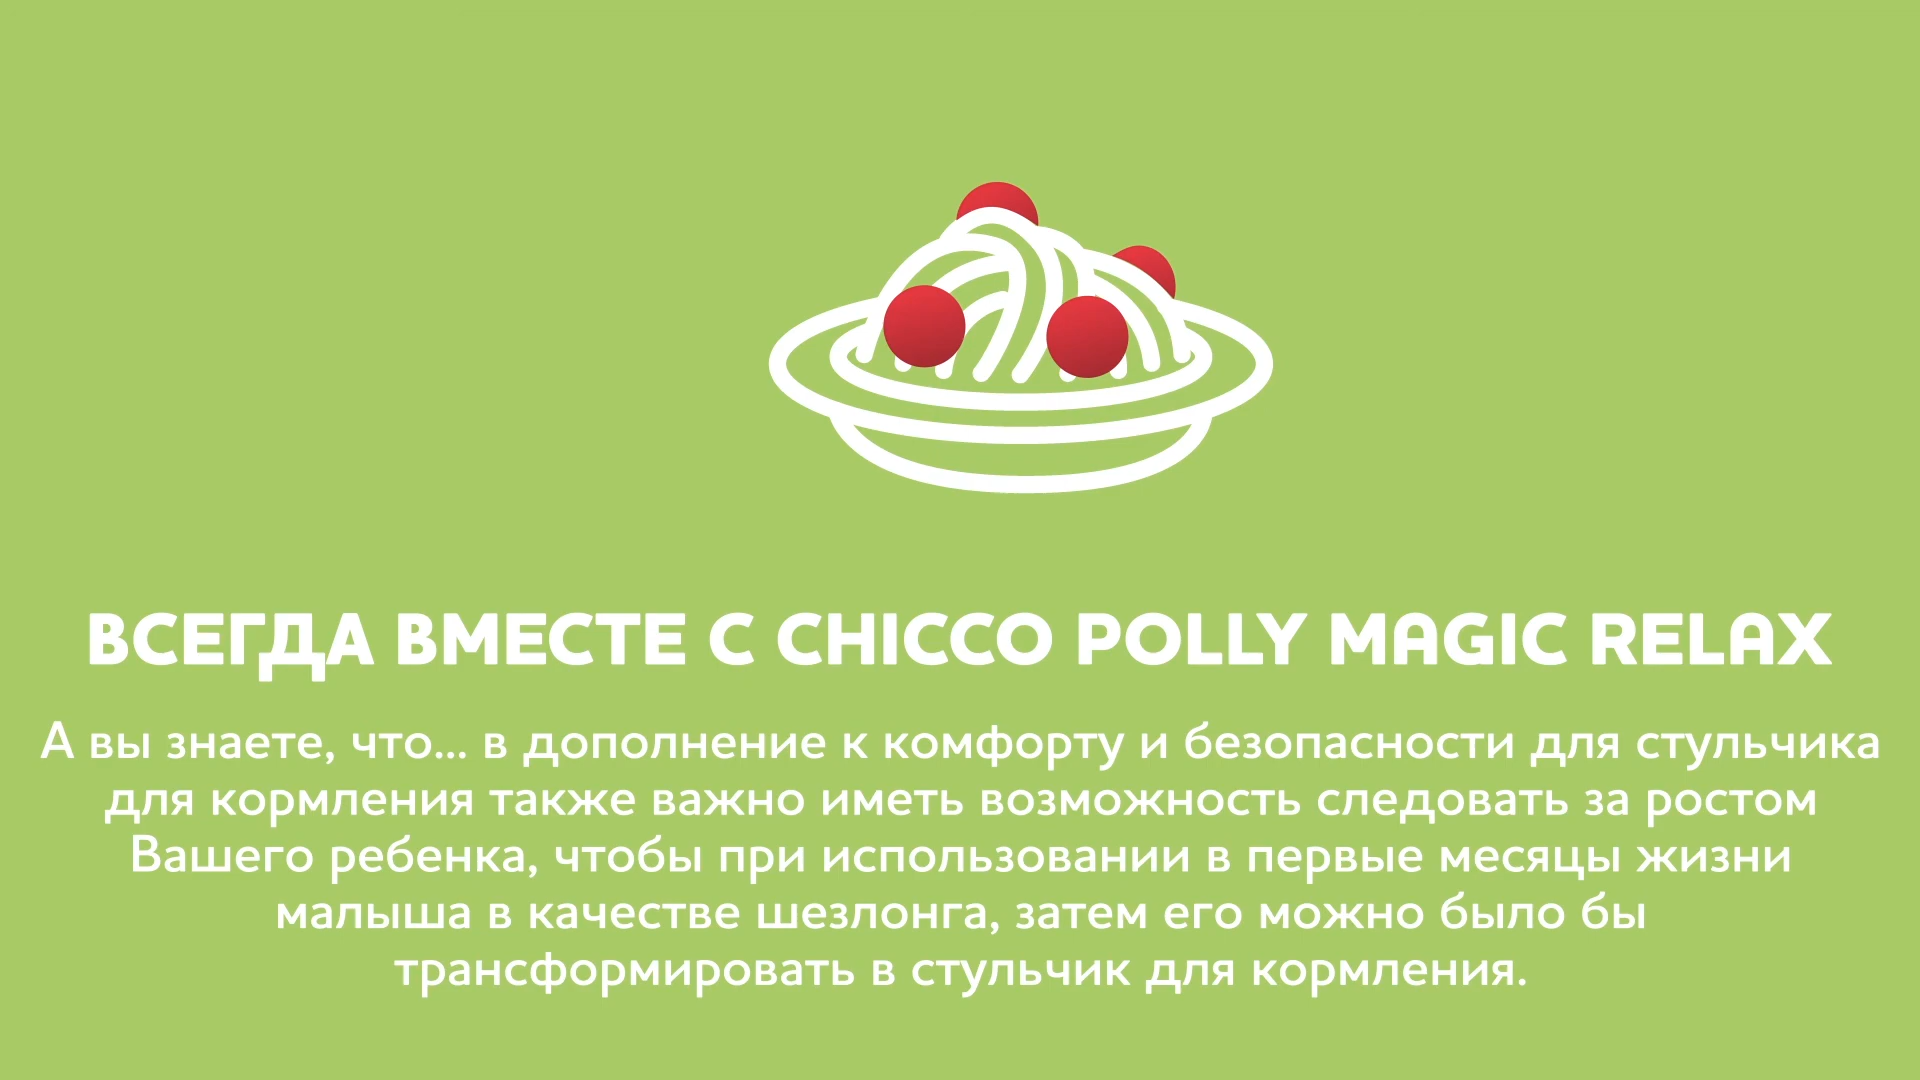 ВСЕГДА ВМЕСТЕ С CHICCO POLLY MAGIC RELAX
А вы знаете, что... в дополнение к комфорту и безопасности для стульчика
для кормления также важно иметь возможность следовать за ростом
Вашего ребенка, чтобы при использовании в первые месяцы жизни
малыша в качестве шезлонга, затем его можно было бы
трансформировать в стульчик для кормления.